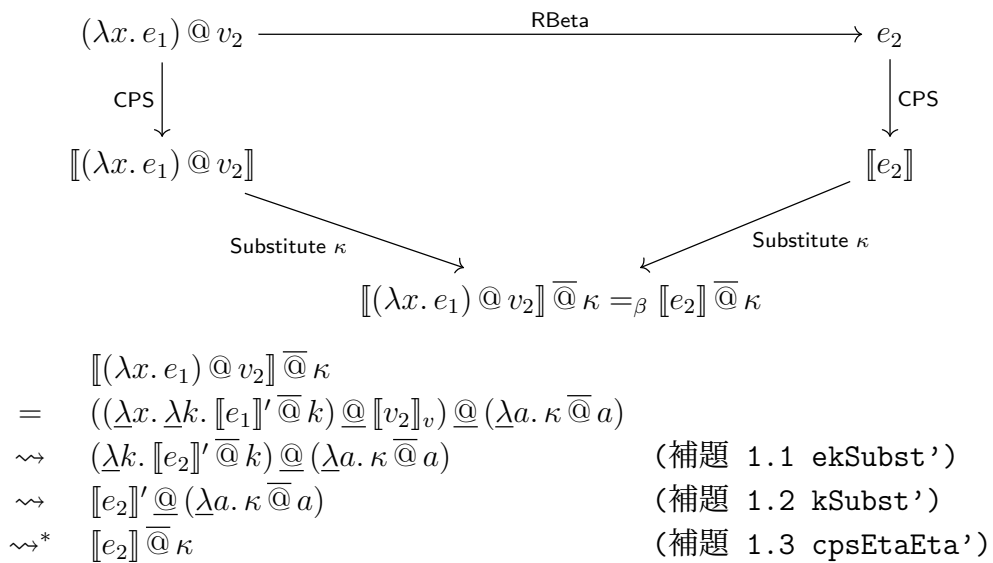 RBeta
(λx. e₁) @ v₂ e₂
CPS CPS
⟦(λx. e₁) @ v₂⟧ ⟦e₂⟧
Substitute κ Substitute κ
⟦(λx. e₁) @ v₂⟧ @̅ κ =β ⟦e₂⟧ @̅ κ
⟦(λx. e₁) @ v₂⟧ @̅ κ
= ((λ̲x. λ̲k. ⟦e₁⟧′ @̅ k) @̲ ⟦v₂⟧ᵥ) @̲ (λ̲a. κ @̅ a)
⇝ (λ̲k. ⟦e₂⟧′ @̅ k) @̲ (λ̲a. κ @̅ a) (補題 1.1 ekSubst')
⇝ ⟦e₂⟧′ @̲ (λ̲a. κ @̅ a) (補題 1.2 kSubst')
⇝* ⟦e₂⟧ @̅ κ (補題 1.3 cpsEtaEta')